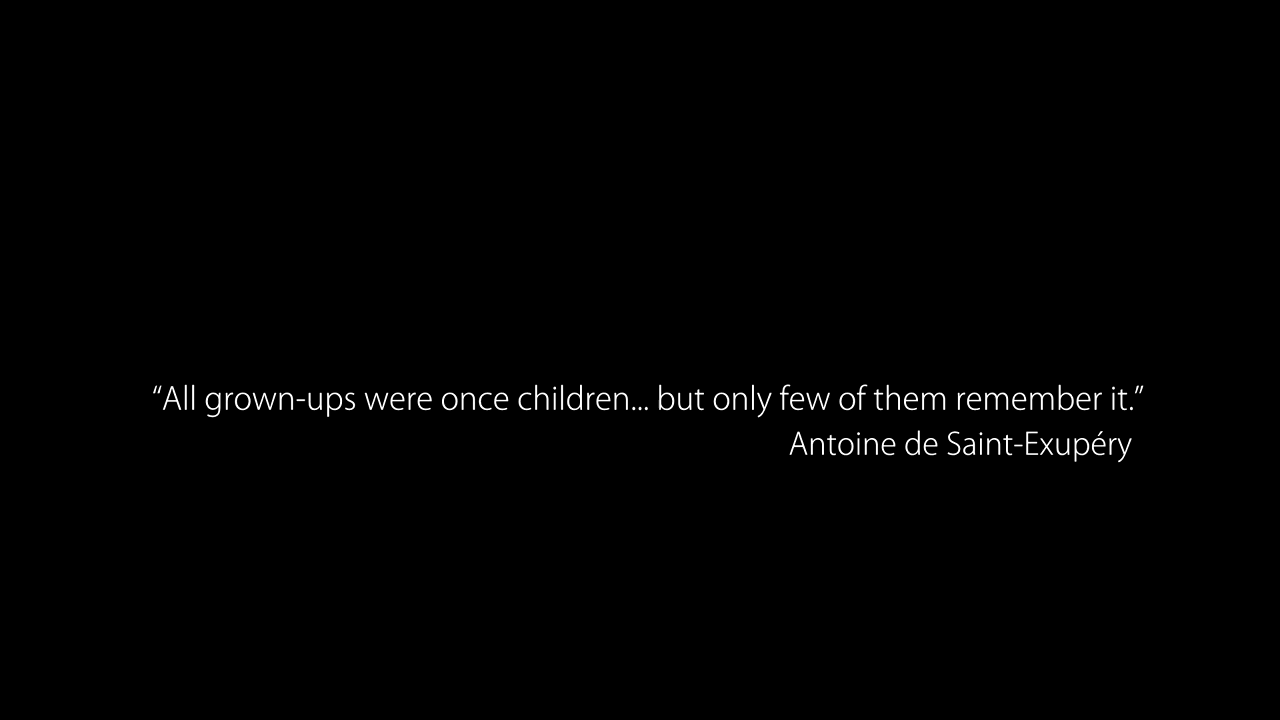 “All grown-ups were once children... but only few of them remember it.”
Antoine de Saint-Exupéry